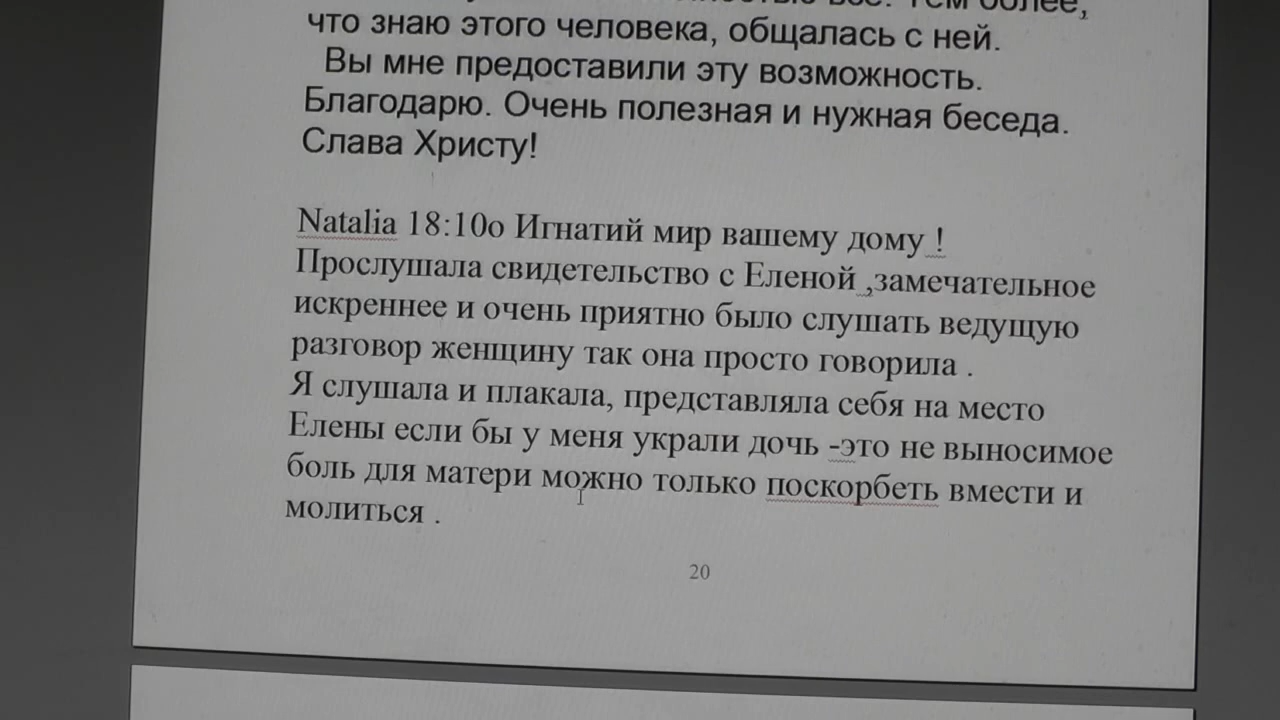 все. Тем более,
что знаю этого человека, общалась с ней.
Вы мне предоставили эту возможность.
Благодарю. Очень полезная и нужная беседа.
Слава Христу!
Natalia 18:10о Игнатий мир вашему дому !
Прослушала свидетельство с Еленой ,замечательное
искреннее и очень приятно было слушать ведущую
разговор женщину так она просто говорила .
Я слушала и плакала, представляла себя на место
Елены если бы у меня украли дочь -это не выносимое
боль для матери можно только поскорбеть вмести и
молиться .
20